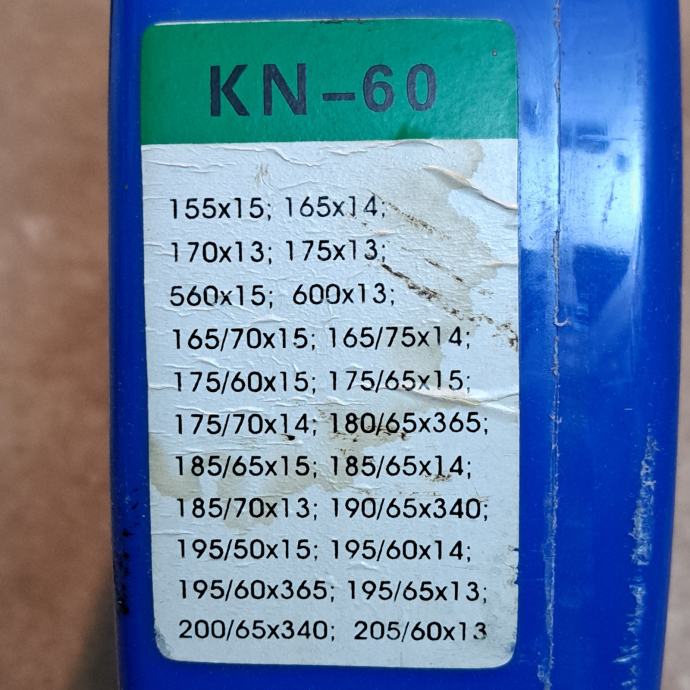 KN-60
155x15; 165x14;
170x13; 175x13;
560x15; 600x13;
165/70x15; 165/75x14;
175/60x15; 175/65x15;
175/70x14; 180/65x365;
185/65x15; 185/65x14;
185/70x13; 190/65x340;
195/50x15; 195/60x14;
195/60x365; 195/65x13;
200/65x340; 205/60x13